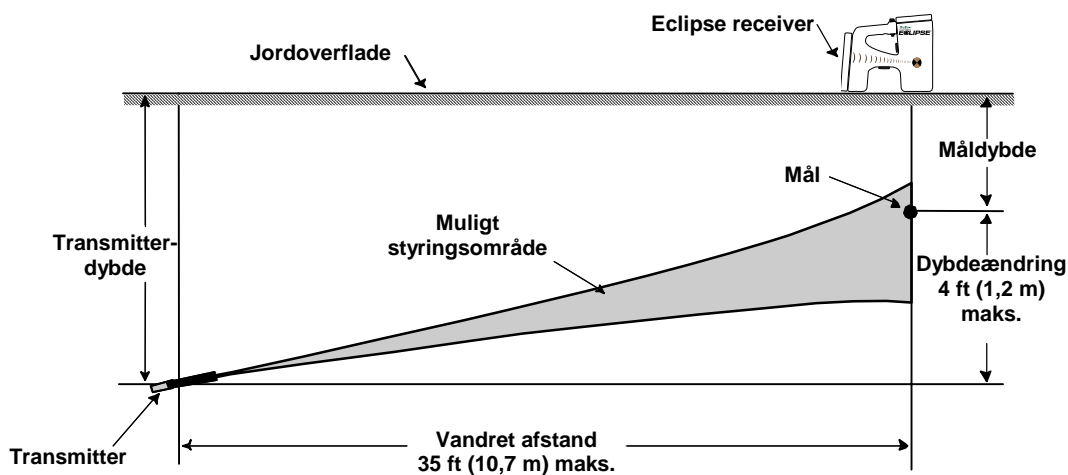 Eclipse receiver
ECLIPSE
Jordoverflade
Måldybde
Mål
Muligt
styringsområde
Transmitter-
dybde
Dybdeændring
4 ft (1,2 m)
maks.
Transmitter
Vandret afstand
35 ft (10,7 m) maks.